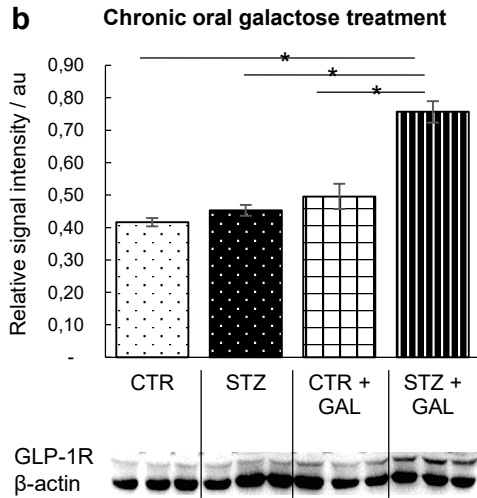 b Chronic oral galactose treatment
Relative signal intensity / au
0,90
0,80
0,70
0,60
0,50
0,40
0,30
0,20
0,10
-
*
*
*
CTR STZ CTR + GAL STZ + GAL
GLP-1R
β-actin